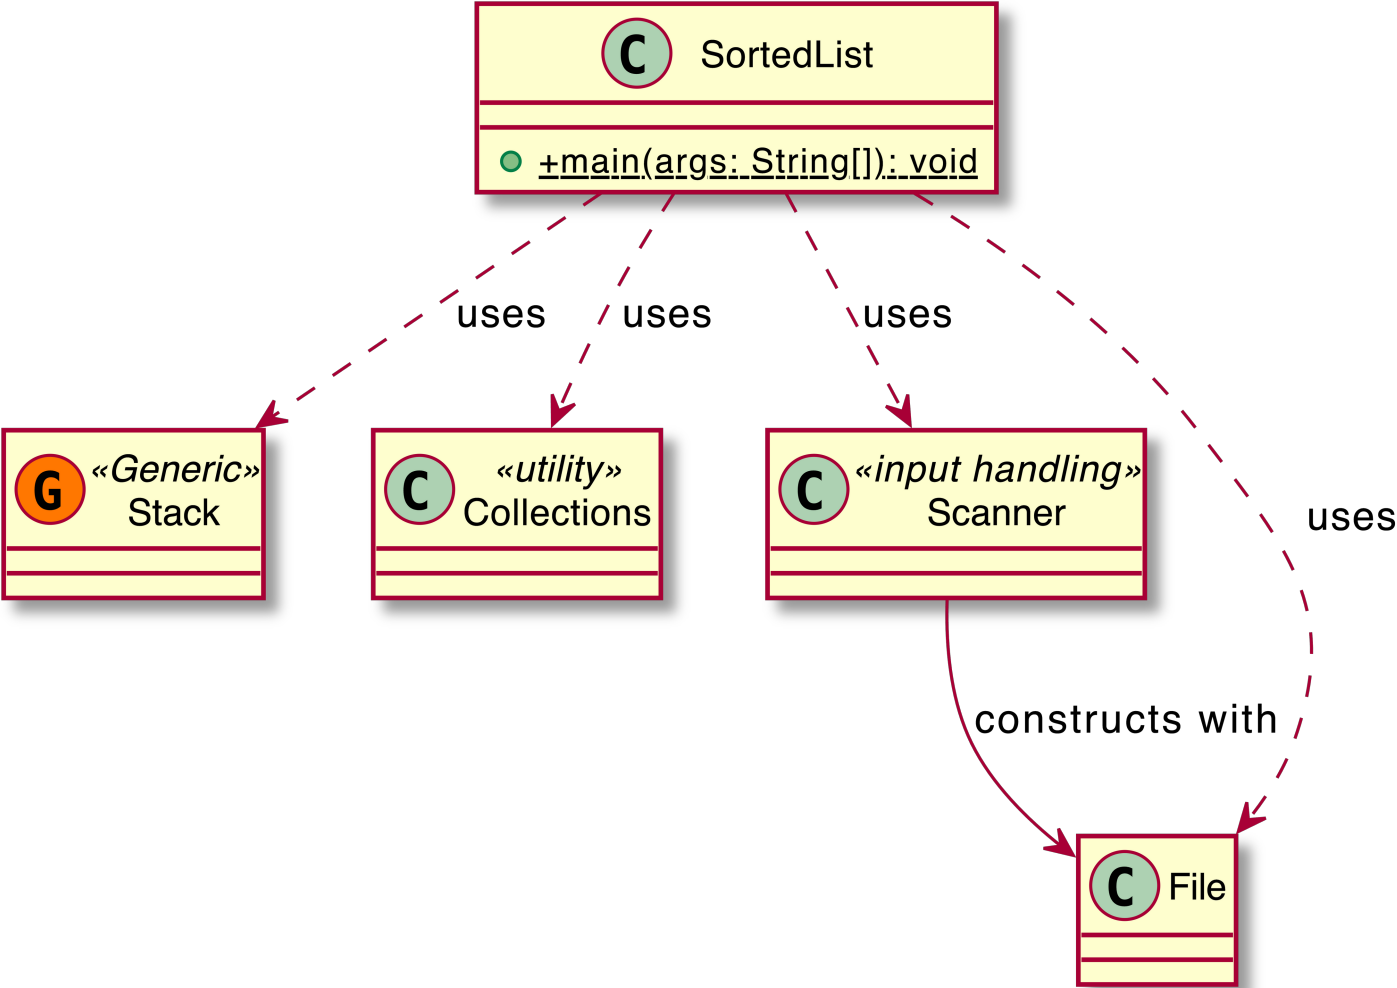 C SortedList
+main(args: String[]): void
uses uses uses
G «Generic»
Stack
C «utility»
Collections
C «input handling»
Scanner
uses
constructs with
C File